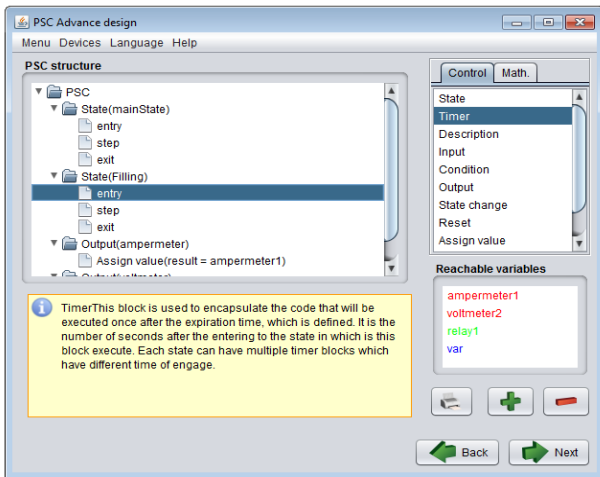 PSC Advance design
Menu Devices Language Help
PSC structure
PSC
State(mainState)
entry
step
exit
State(Filling)
entry
step
exit
Output(ampermeter)
Assign value(result = ampermeter1)
Output(voltmeter)
Control Math.
State
Timer
Description
Input
Condition
Output
State change
Reset
Assign value
Reachable variables
ampermeter1
voltmeter2
relay1
var
TimerThis block is used to encapsulate the code that will be
executed once after the expiration time, which is defined. It is the
number of seconds after the entering to the state in which is this
block execute. Each state can have multiple timer blocks which
have different time of engage.
Back Next